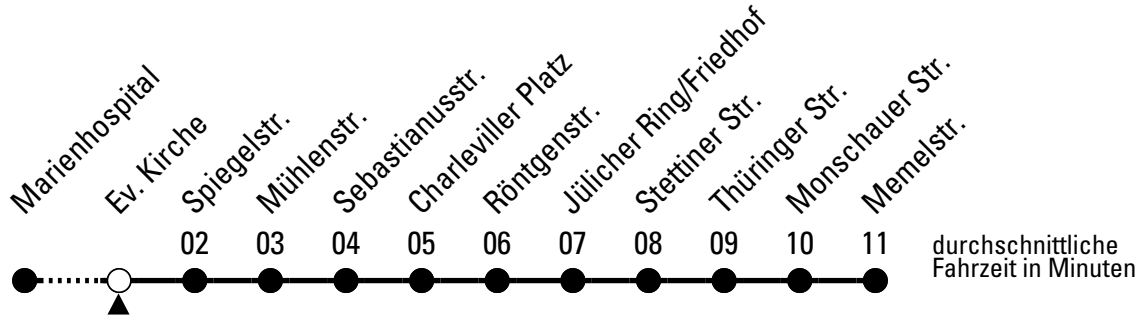 Marienhospital
Ev. Kirche
Spiegelstr.
Mühlenstr.
Sebastianusstr.
Charleviller Platz
Röntgenstr.
Jülicher Ring/Friedhof
Stettiner Str.
Thüringer Str.
Monschauer Str.
Memelstr.
02 03 04 05 06 07 08 09 10 11
durchschnittliche
Fahrzeit in Minuten